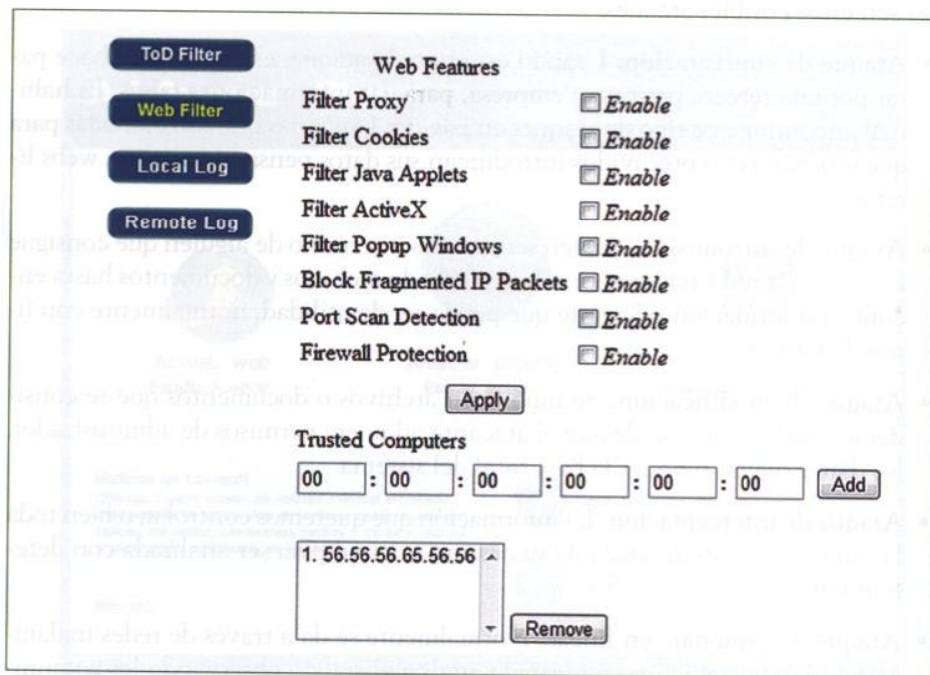 ToD Filter
Web Filter
Local Log
Remote Log
Web Features
Filter Proxy Enable
Filter Cookies Enable
Filter Java Applets Enable
Filter ActiveX Enable
Filter Popup Windows Enable
Block Fragmented IP Packets Enable
Port Scan Detection Enable
Firewall Protection Enable
Apply
Trusted Computers
00 : 00 : 00 : 00 : 00 : 00 Add
1. 56.56.56.65.56.56
Remove